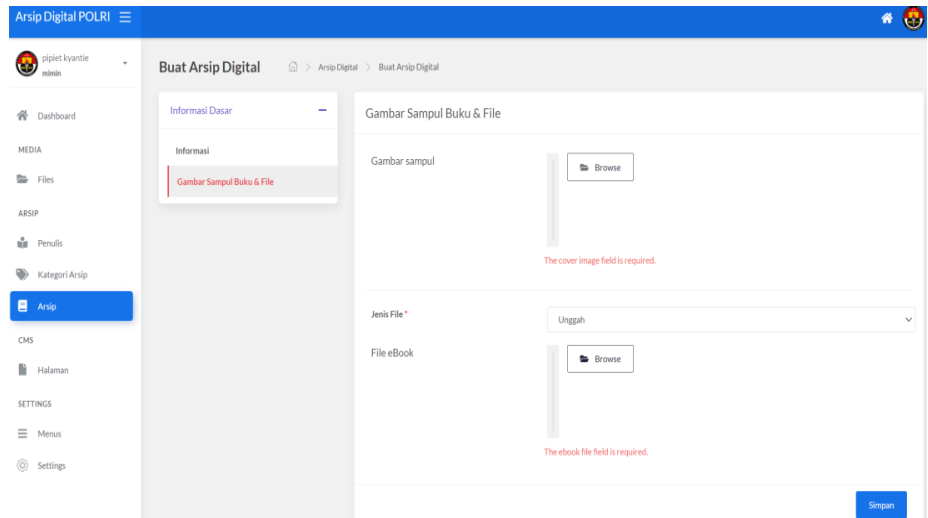 Arsip Digital POLRI
pipiet kyantie
mimin
Dashboard
MEDIA
Files
ARSIP
Penulis
Kategori Arsip
Arsip
CMS
Halaman
SETTINGS
Menus
Settings
Buat Arsip Digital
Arsip Digital > Buat Arsip Digital
Informasi Dasar
Informasi
Gambar Sampul Buku & File
Gambar Sampul Buku & File
Gambar sampul
Browse
The cover image field is required.
Jenis File *
Unggah
File eBook
Browse
The ebook file field is required.
Simpan